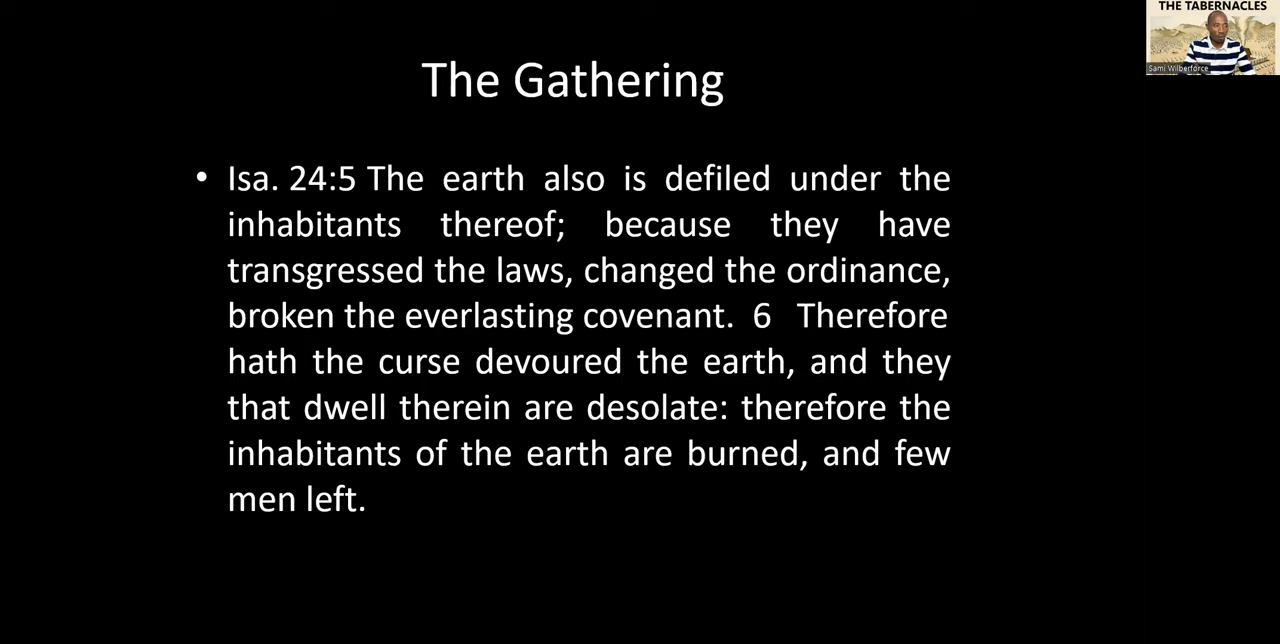 THE TABERNACLES
Sami Wilberforce
The Gathering
• Isa. 24:5 The earth also is defiled under the
inhabitants thereof; because they have
transgressed the laws, changed the ordinance,
broken the everlasting covenant. 6 Therefore
hath the curse devoured the earth, and they
that dwell therein are desolate: therefore the
inhabitants of the earth are burned, and few
men left.